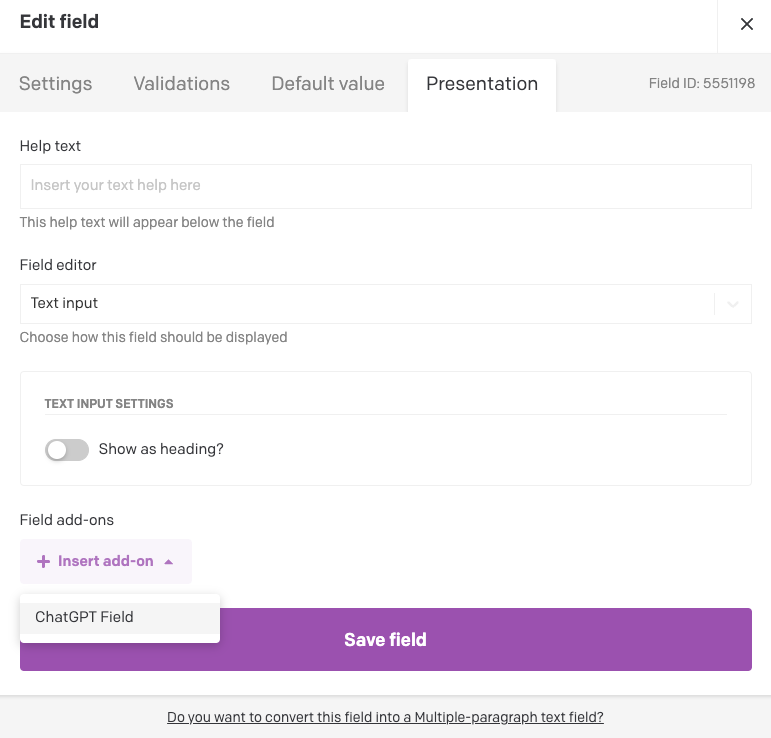 Edit field
Settings
Validations
Default value
Presentation
Field ID: 5551198
Help text
Insert your text help here
This help text will appear below the field
Field editor
Text input
Choose how this field should be displayed
TEXT INPUT SETTINGS
Show as heading?
Field add-ons
Insert add-on
ChatGPT Field
Save field
Do you want to convert this field into a Multiple-paragraph text field?